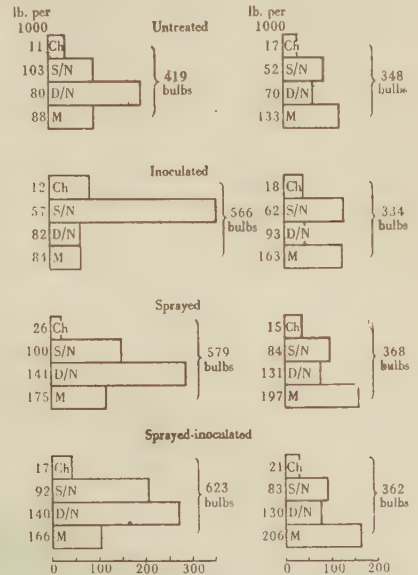 lb. per
1000
lb. per
1000
Untreated
11 Ch
103 S/N
80 D/N
88 M
419
bulbs
17 Ch
52 S/N
70 D/N
133 M
348
bulbs
Inoculated
12 Ch
57 S/N
82 D/N
84 M
566
bulbs
18 Ch
62 S/N
93 D/N
163 M
334
bulbs
Sprayed
26 Ch
100 S/N
141 D/N
175 M
579
bulbs
15 Ch
84 S/N
131 D/N
197 M
368
bulbs
Sprayed-inoculated
17 Ch
92 S/N
140 D/N
166 M
623
bulbs
21 Ch
83 S/N
130 D/N
206 M
362
bulbs
0 100 200 300
0 100 200